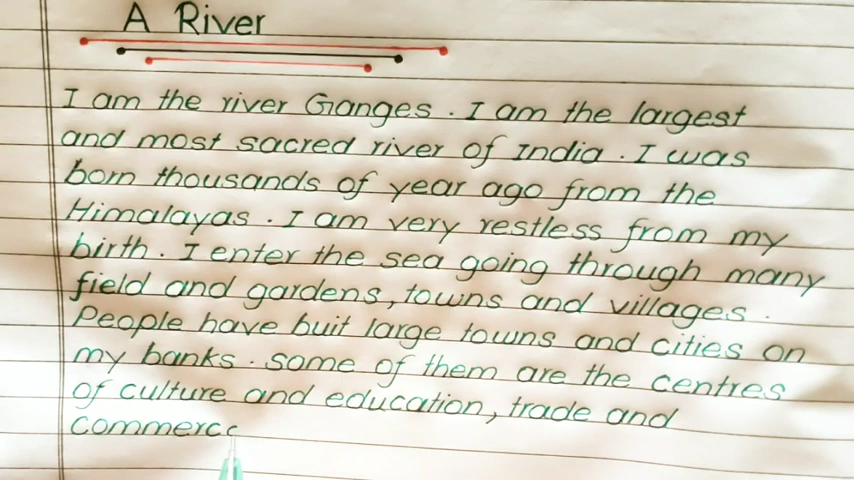 A River
I am the river Ganges. I am the largest
and most sacred river of India. I was
born thousands of year ago from the
Himalayas. I am very restless from my
birth. I enter the sea going through many
field and gardens, towns and villages.
People have buit large towns and cities on
my banks. some of them are the centres
of culture and education, trade and
commerc